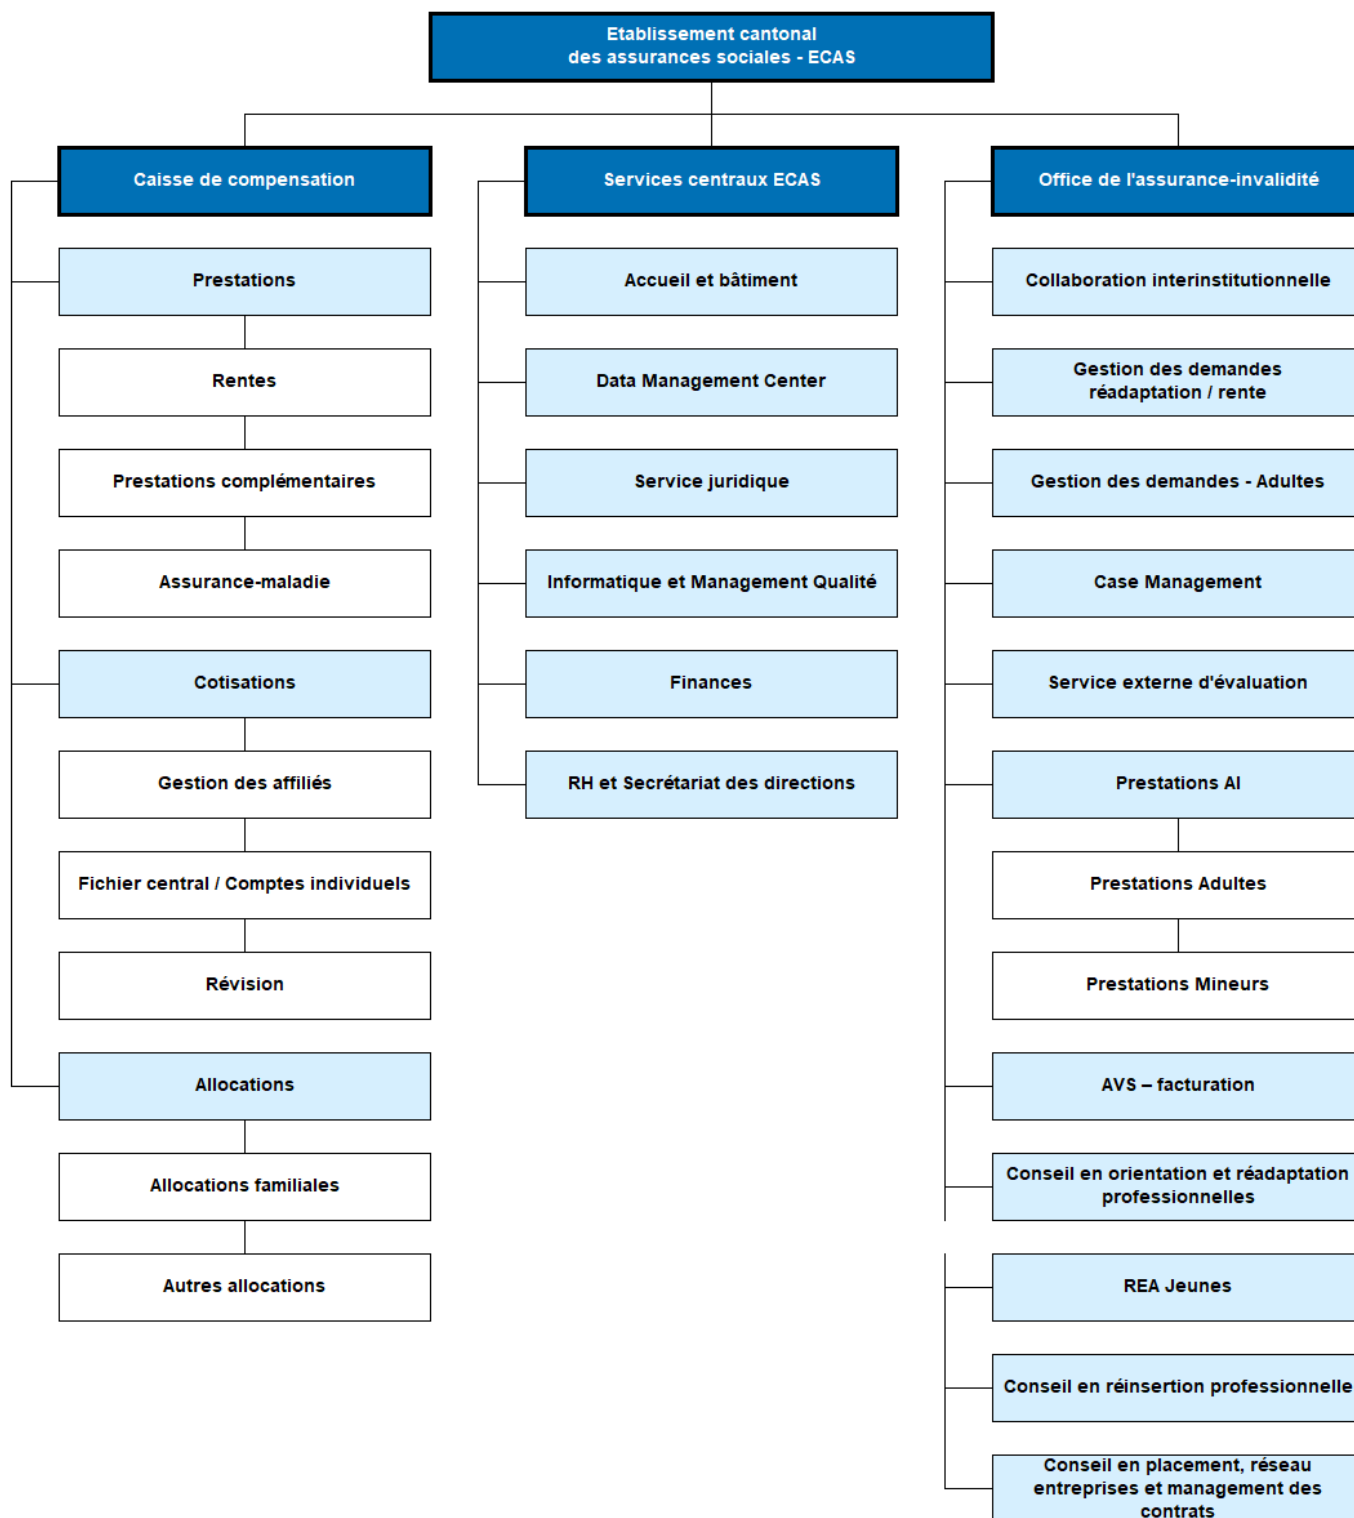 Etablissement cantonal
des assurances sociales - ECAS
Caisse de compensation
Prestations
Rentes
Prestations complémentaires
Assurance-maladie
Cotisations
Gestion des affiliés
Fichier central / Comptes individuels
Révision
Allocations
Allocations familiales
Autres allocations
Services centraux ECAS
Accueil et bâtiment
Data Management Center
Service juridique
Informatique et Management Qualité
Finances
RH et Secrétariat des directions
Office de l'assurance-invalidité
Collaboration interinstitutionnelle
Gestion des demandes
réadaptation / rente
Gestion des demandes - Adultes
Case Management
Service externe d'évaluation
Prestations AI
Prestations Adultes
Prestations Mineurs
AVS – facturation
Conseil en orientation et réadaptation
professionnelles
REA Jeunes
Conseil en réinsertion professionnelle
Conseil en placement, réseau
entreprises et management des
contrats